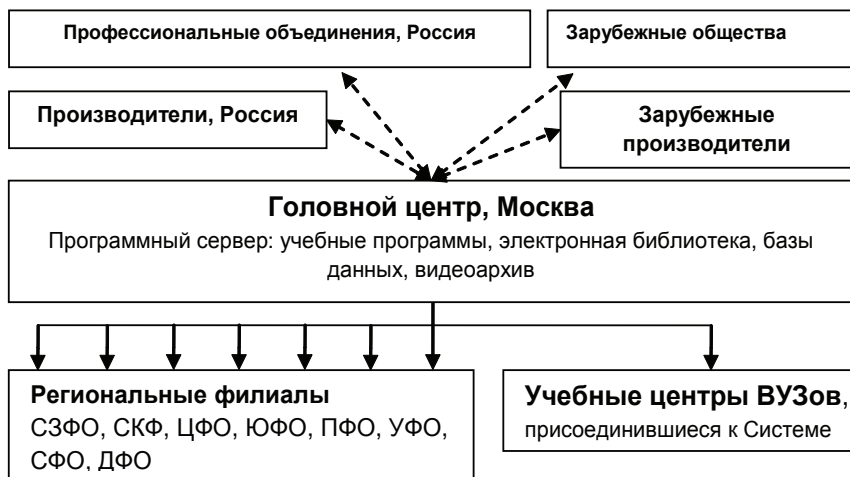 Профессиональные объединения, Россия
Зарубежные общества
Производители, Россия
Зарубежные
производители
Головной центр, Москва
Программный сервер: учебные программы, электронная библиотека, базы
данных, видеоархив
Региональные филиалы
СЗФО, СКФ, ЦФО, ЮФО, ПФО, УФО,
СФО, ДФО
Учебные центры ВУЗов,
присоединившиеся к Системе